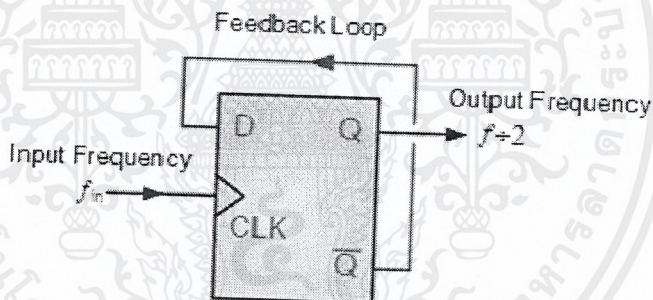 Feedback Loop
Output Frequency
D
Q
f÷2
Input Frequency
fin
CLK
Q̅